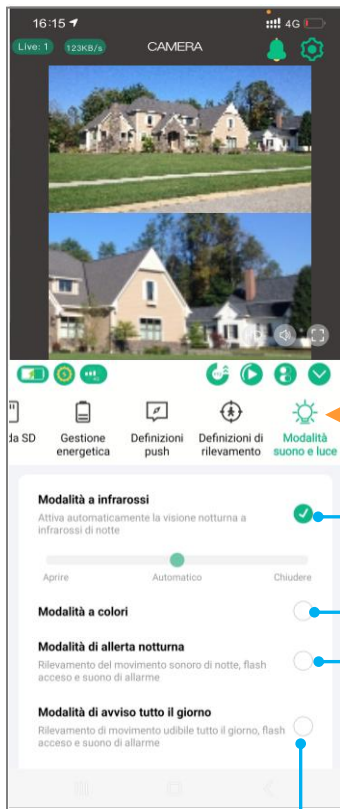 16:15 4G
Live: 1 123KB/s CAMERA
HD
4G
da SD Gestione energetica Definizioni push Definizioni di rilevamento Modalità suono e luce
Modalità a infrarossi
Attiva automaticamente la visione notturna a
infrarossi di notte
Aprire Automatico Chiudere
Modalità a colori
Modalità di allerta notturna
Rilevamento del movimento sonoro di notte, flash
acceso e suono di allarme
Modalità di avviso tutto il giorno
Rilevamento di movimento udibile tutto il giorno, flash
acceso e suono di allarme